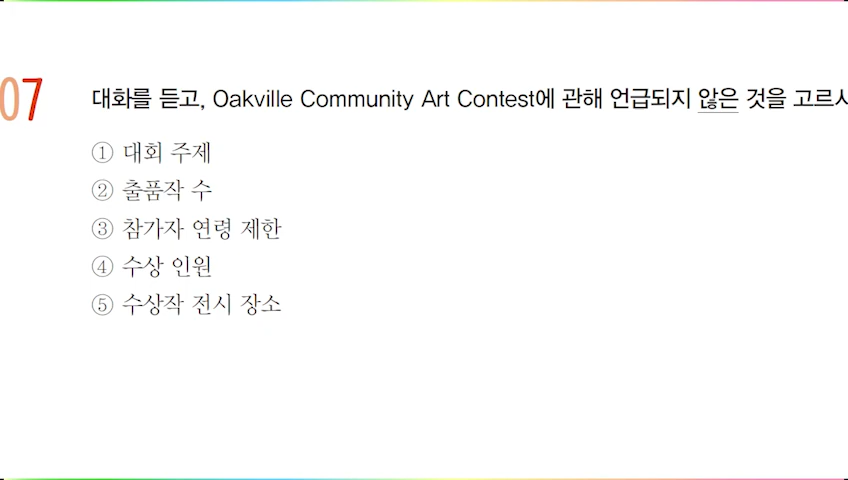 07
대화를 듣고, Oakville Community Art Contest에 관해 언급되지 않은 것을 고르시
① 대회 주제
② 출품작 수
③ 참가자 연령 제한
④ 수상 인원
⑤ 수상작 전시 장소